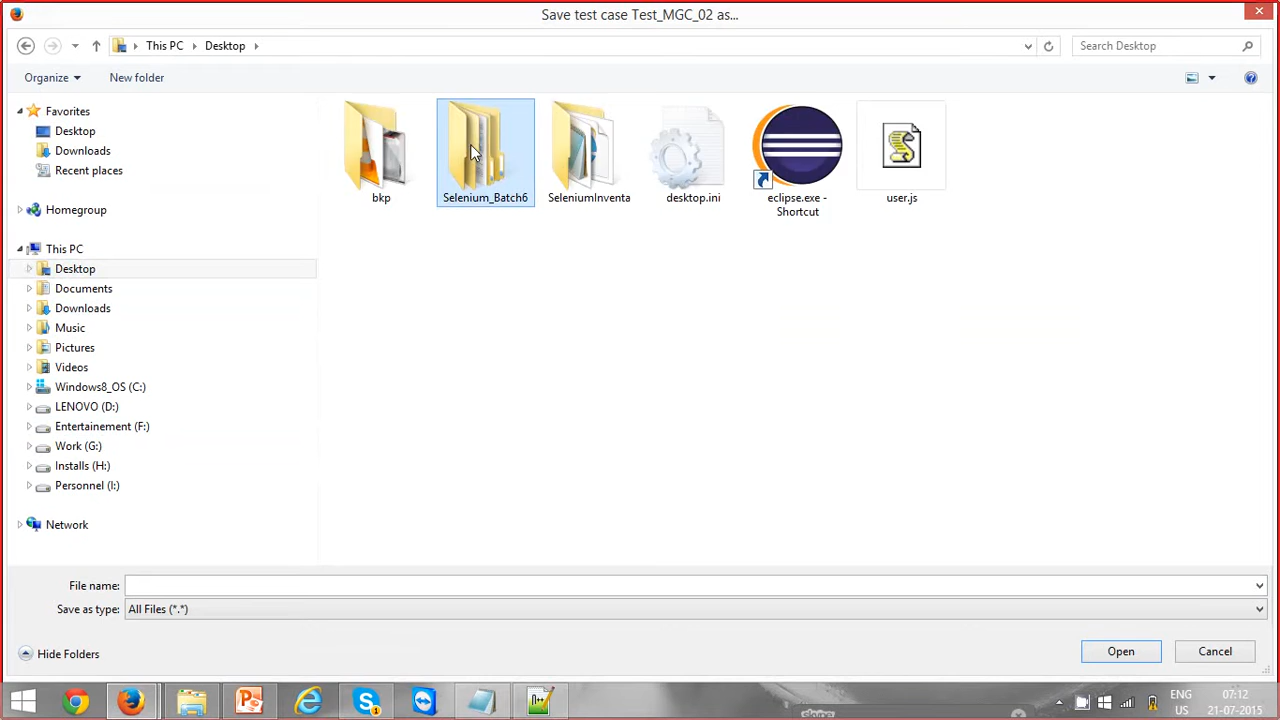 Save test case Test_MGC_02 as...
This PC
Desktop
Search Desktop
Organize
New folder
Favorites
Desktop
Downloads
Recent places
Homegroup
This PC
Desktop
Documents
Downloads
Music
Pictures
Videos
Windows8_OS (C:)
LENOVO (D:)
Entertainement (F:)
Work (G:)
Installs (H:)
Personnel (I:)
Network
bkp
Selenium_Batch6
SeleniumInventa
desktop.ini
eclipse.exe -
Shortcut
user.js
File name:
Save as type:
All Files (*.*)
Hide Folders
Open
Cancel
ENG
US
07:12
21-07-2015